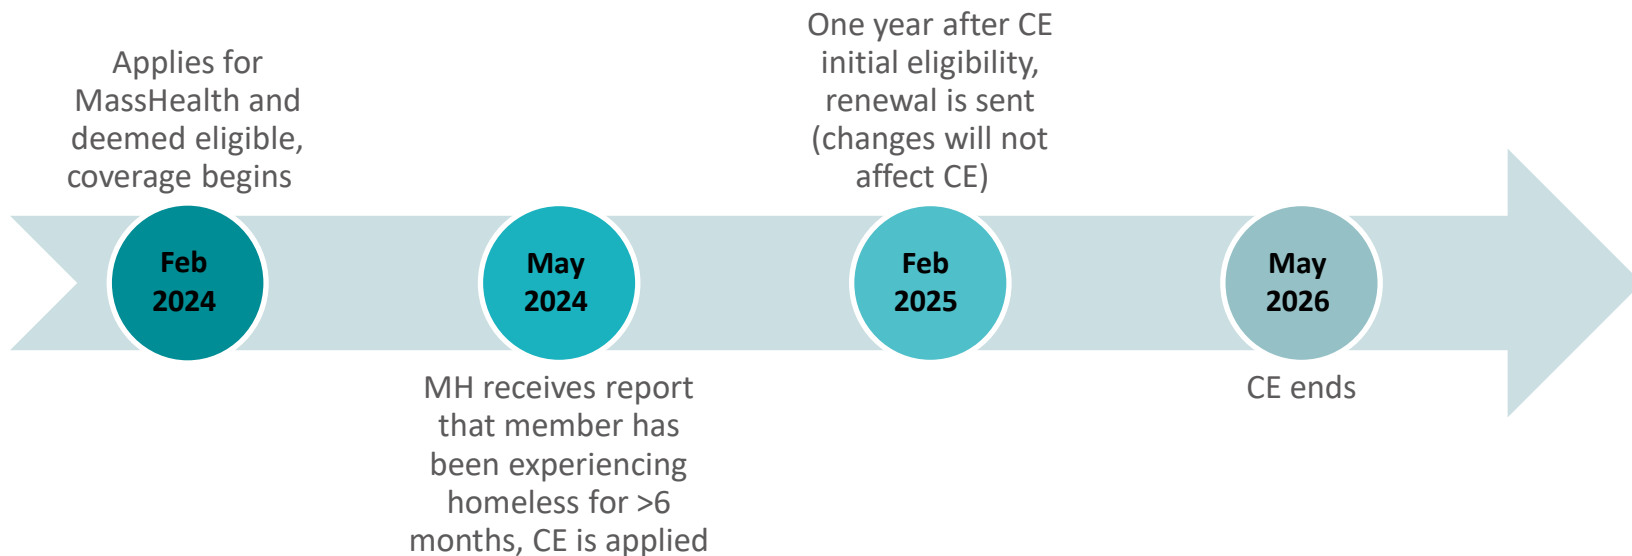 Applies for
MassHealth and
deemed eligible,
coverage begins
Feb
2024
May
2024
MH receives report
that member has
been experiencing
homeless for >6
months, CE is applied
One year after CE
initial eligibility,
renewal is sent
(changes will not
affect CE)
Feb
2025
May
2026
CE ends